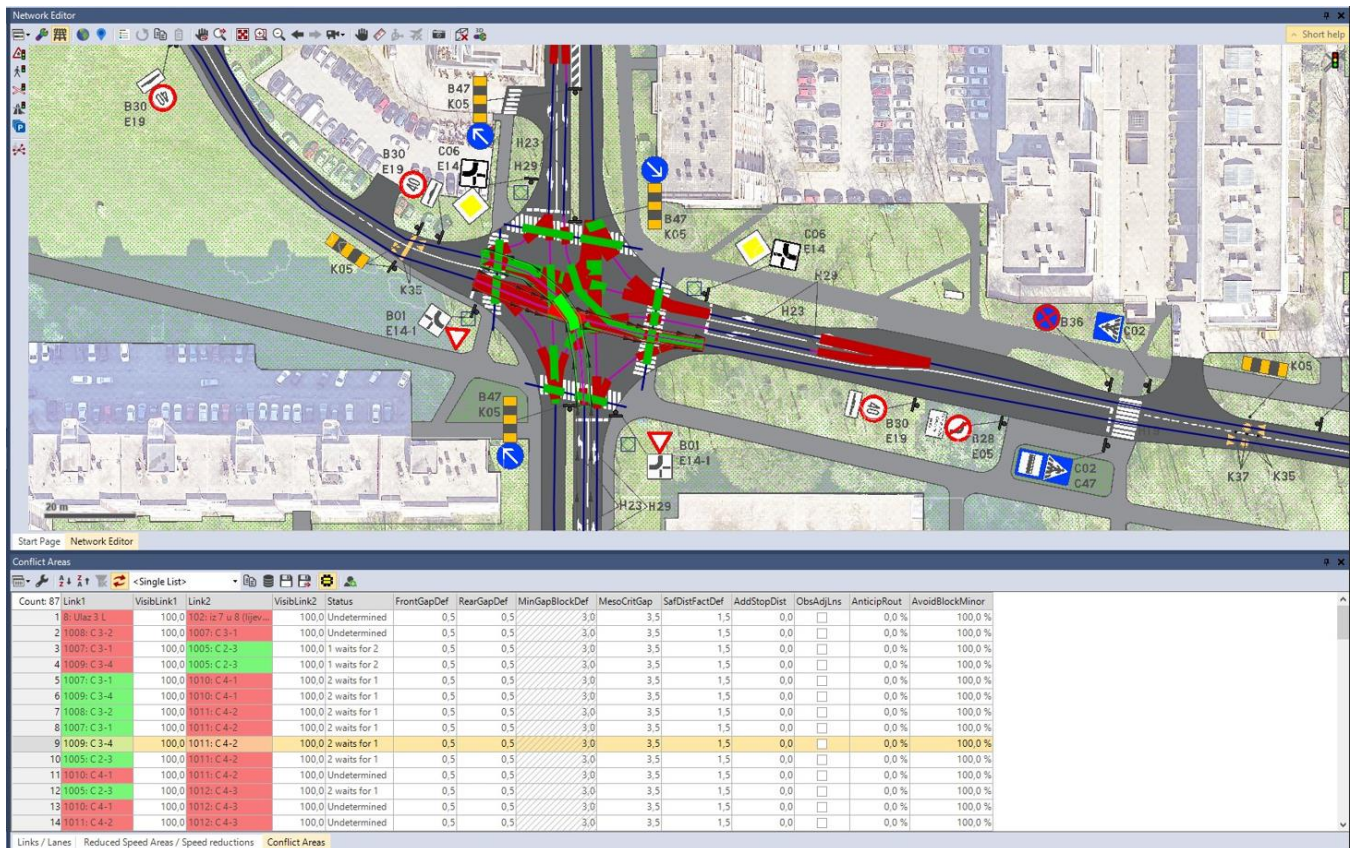 Network Editor
Short help
B30
E19
40
B47
K05
H23
H29
C06
E14
B30
E19
40
B47
K05
C06
E14
H29
H23
K05
K35
B01
E14-1
B36
C02
K05
B47
K05
B01
E14-1
40
B30
E19
E05
C02
C47
K37
K35
H23
H29
20 m
Start Page Network Editor
Conflict Areas
<Single List>
Count: 87 Link1 VisibLink1 Link2 VisibLink2 Status FrontGapDef RearGapDef MinGapBlockDef MesoCritGap SafDistFactDef AddStopDist ObsAdjLns AnticipRout AvoidBlockMinor
1 8: Ulaz 3 L 100,0 102: iz 7 u 8 (lijev... 100,0 Undetermined 0,5 0,5 3,0 3,5 1,5 0,0 0,0 % 100,0 %
2 1008: C 3-2 100,0 1007: C 3-1 100,0 Undetermined 0,5 0,5 3,0 3,5 1,5 0,0 0,0 % 100,0 %
3 1007: C 3-1 100,0 1005: C 2-3 100,0 1 waits for 2 0,5 0,5 3,0 3,5 1,5 0,0 0,0 % 100,0 %
4 1009: C 3-4 100,0 1005: C 2-3 100,0 1 waits for 2 0,5 0,5 3,0 3,5 1,5 0,0 0,0 % 100,0 %
5 1007: C 3-1 100,0 1010: C 4-1 100,0 2 waits for 1 0,5 0,5 3,0 3,5 1,5 0,0 0,0 % 100,0 %
6 1009: C 3-4 100,0 1010: C 4-1 100,0 2 waits for 1 0,5 0,5 3,0 3,5 1,5 0,0 0,0 % 100,0 %
7 1008: C 3-2 100,0 1011: C 4-2 100,0 2 waits for 1 0,5 0,5 3,0 3,5 1,5 0,0 0,0 % 100,0 %
8 1007: C 3-1 100,0 1011: C 4-2 100,0 2 waits for 1 0,5 0,5 3,0 3,5 1,5 0,0 0,0 % 100,0 %
9 1009: C 3-4 100,0 1011: C 4-2 100,0 2 waits for 1 0,5 0,5 3,0 3,5 1,5 0,0 0,0 % 100,0 %
10 1005: C 2-3 100,0 1011: C 4-2 100,0 2 waits for 1 0,5 0,5 3,0 3,5 1,5 0,0 0,0 % 100,0 %
11 1010: C 4-1 100,0 1011: C 4-2 100,0 Undetermined 0,5 0,5 3,0 3,5 1,5 0,0 0,0 % 100,0 %
12 1005: C 2-3 100,0 1012: C 4-3 100,0 2 waits for 1 0,5 0,5 3,0 3,5 1,5 0,0 0,0 % 100,0 %
13 1010: C 4-1 100,0 1012: C 4-3 100,0 Undetermined 0,5 0,5 3,0 3,5 1,5 0,0 0,0 % 100,0 %
14 1011: C 4-2 100,0 1012: C 4-3 100,0 Undetermined 0,5 0,5 3,0 3,5 1,5 0,0 0,0 % 100,0 %
Links / Lanes Reduced Speed Areas / Speed reductions Conflict Areas